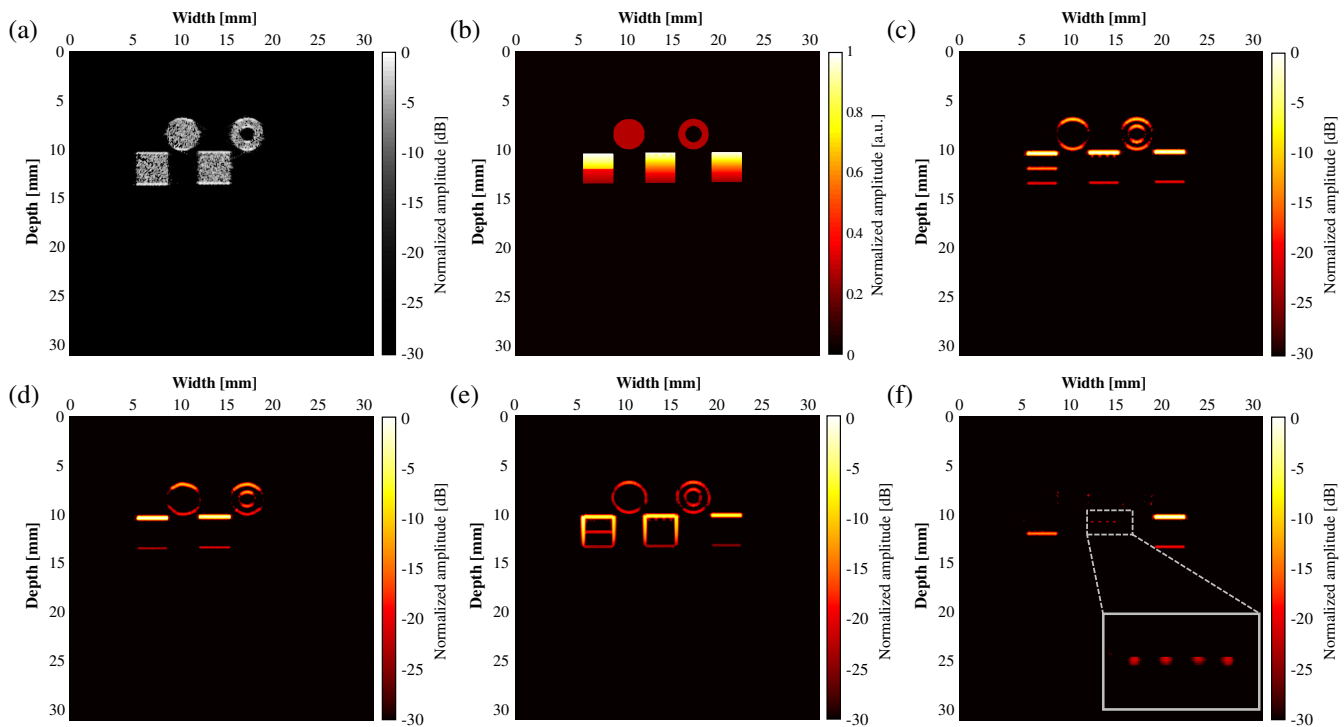 Width [mm]
Width [mm]
Width [mm]
(a)
0 5 10 15 20 25 30
0
5
10
15
20
25
30
Depth [mm]
0
-5
-10
-15
-20
-25
-30
Normalized amplitude [dB]
(b)
0 5 10 15 20 25 30
0
5
10
15
20
25
30
Depth [mm]
1
0.8
0.6
0.4
0.2
0
Normalized amplitude [a.u.]
(c)
0 5 10 15 20 25 30
0
5
10
15
20
25
30
Depth [mm]
0
-5
-10
-15
-20
-25
-30
Normalized amplitude [dB]
Width [mm]
Width [mm]
Width [mm]
(d)
0 5 10 15 20 25 30
0
5
10
15
20
25
30
Depth [mm]
0
-5
-10
-15
-20
-25
-30
Normalized amplitude [dB]
(e)
0 5 10 15 20 25 30
0
5
10
15
20
25
30
Depth [mm]
0
-5
-10
-15
-20
-25
-30
Normalized amplitude [dB]
(f)
0 5 10 15 20 25 30
0
5
10
15
20
25
30
Depth [mm]
0
-5
-10
-15
-20
-25
-30
Normalized amplitude [dB]